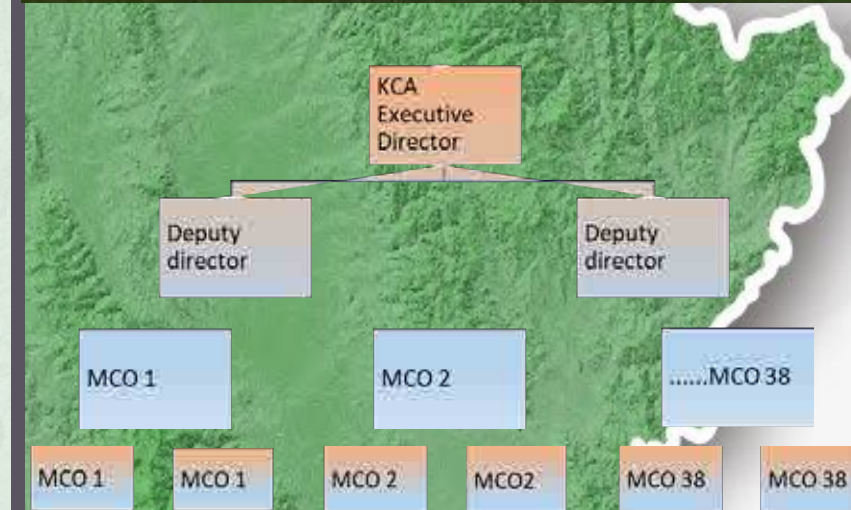 KCA
Executive
Director
Deputy
director
Deputy
director
MCO 1
MCO 2
......MCO 38
MCO 1
MCO 1
MCO 2
MCO2
MCO 38
MCO 38